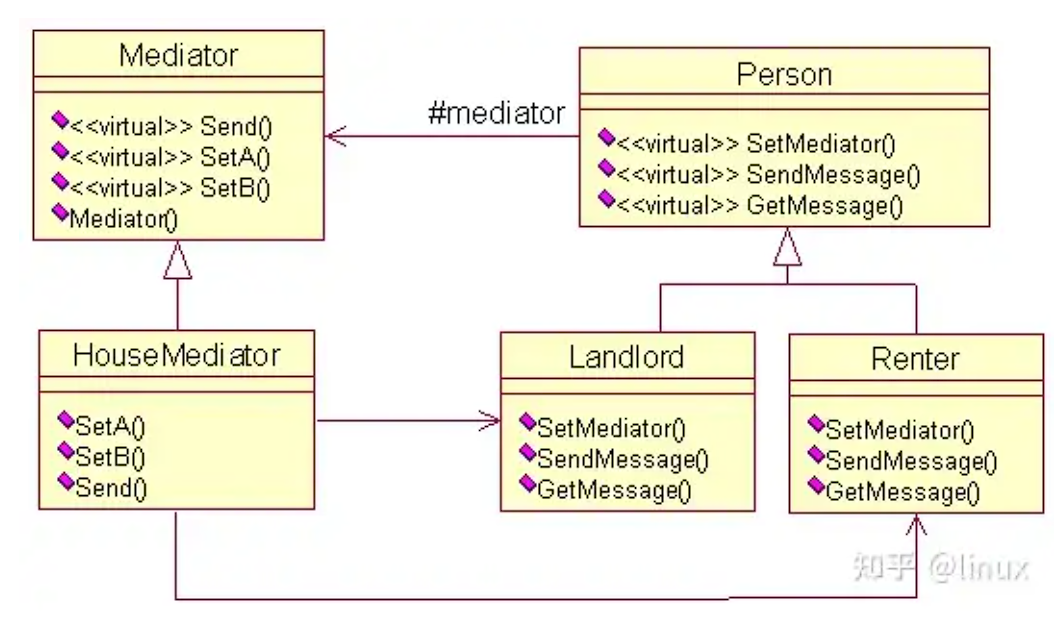 Mediator
<<virtual>> Send()
<<virtual>> SetA()
<<virtual>> SetB()
Mediator()
#mediator
Person
<<virtual>> SetMediator()
<<virtual>> SendMessage()
<<virtual>> GetMessage()
HouseMediator
SetA()
SetB()
Send()
Landlord
SetMediator()
SendMessage()
GetMessage()
Renter
SetMediator()
SendMessage()
GetMessage()
知乎 @linux